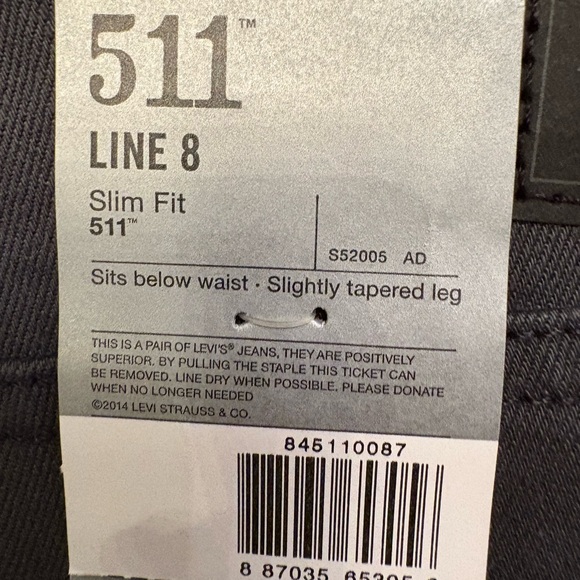 511™
LINE 8
Slim Fit
511™
S52005 AD
Sits below waist · Slightly tapered leg
THIS IS A PAIR OF LEVI'S® JEANS, THEY ARE POSITIVELY
SUPERIOR. BY PULLING THE STAPLE THIS TICKET CAN
BE REMOVED. LINE DRY WHEN POSSIBLE. PLEASE DONATE
WHEN NO LONGER NEEDED
©2014 LEVI STRAUSS & CO.
845110087
8 87035